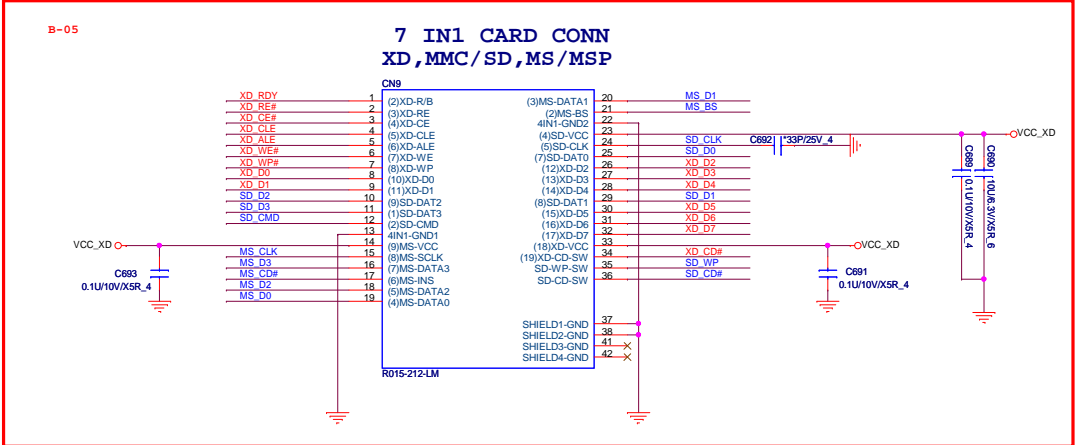 B-05
7 IN1 CARD CONN
XD,MMC/SD,MS/MSP
CN9
XD_RDY 1 (2)XD-R/B
XD_RE# 2 (3)XD-RE
XD_CE# 3 (4)XD-CE
XD_CLE 4 (5)XD-CLE
XD_ALE 5 (6)XD-ALE
XD_WE# 6 (7)XD-WE
XD_WP# 7 (8)XD-WP
XD_D0 8 (10)XD-D0
XD_D1 9 (11)XD-D1
SD_D2 10 (9)SD-DAT2
SD_D3 11 (1)SD-DAT3
SD_CMD 12 (2)SD-CMD
13 4IN1-GND1
VCC_XD 14 (9)MS-VCC
MS_CLK 15 (8)MS-SCLK
MS_D3 16 (7)MS-DATA3
MS_CD# 17 (6)MS-INS
MS_D2 18 (5)MS-DATA2
MS_D0 19 (4)MS-DATA0
C693
0.1U/10V/X5R_4
(3)MS-DATA1 20 MS_D1
(2)MS-BS 21 MS_BS
4IN1-GND2 22
(4)SD-VCC 23 VCC_XD
(5)SD-CLK 24 SD_CLK C692 *33P/25V_4
(7)SD-DAT0 25 SD_D0
(12)XD-D2 26 XD_D2
(13)XD-D3 27 XD_D3
(14)XD-D4 28 XD_D4
(8)SD-DAT1 29 SD_D1
(15)XD-D5 30 XD_D5
(16)XD-D6 31 XD_D6
(17)XD-D7 32 XD_D7
(18)XD-VCC 33 VCC_XD
(19)XD-CD-SW 34 XD_CD#
SD-WP-SW 35 SD_WP
SD-CD-SW 36 SD_CD#
SHIELD1-GND 37
SHIELD2-GND 38
SHIELD3-GND 41
SHIELD4-GND 42
R015-212-LM
C691
0.1U/10V/X5R_4
C689 0.1U/10V/X5R_4
C690 10U/6.3V/X5R_6